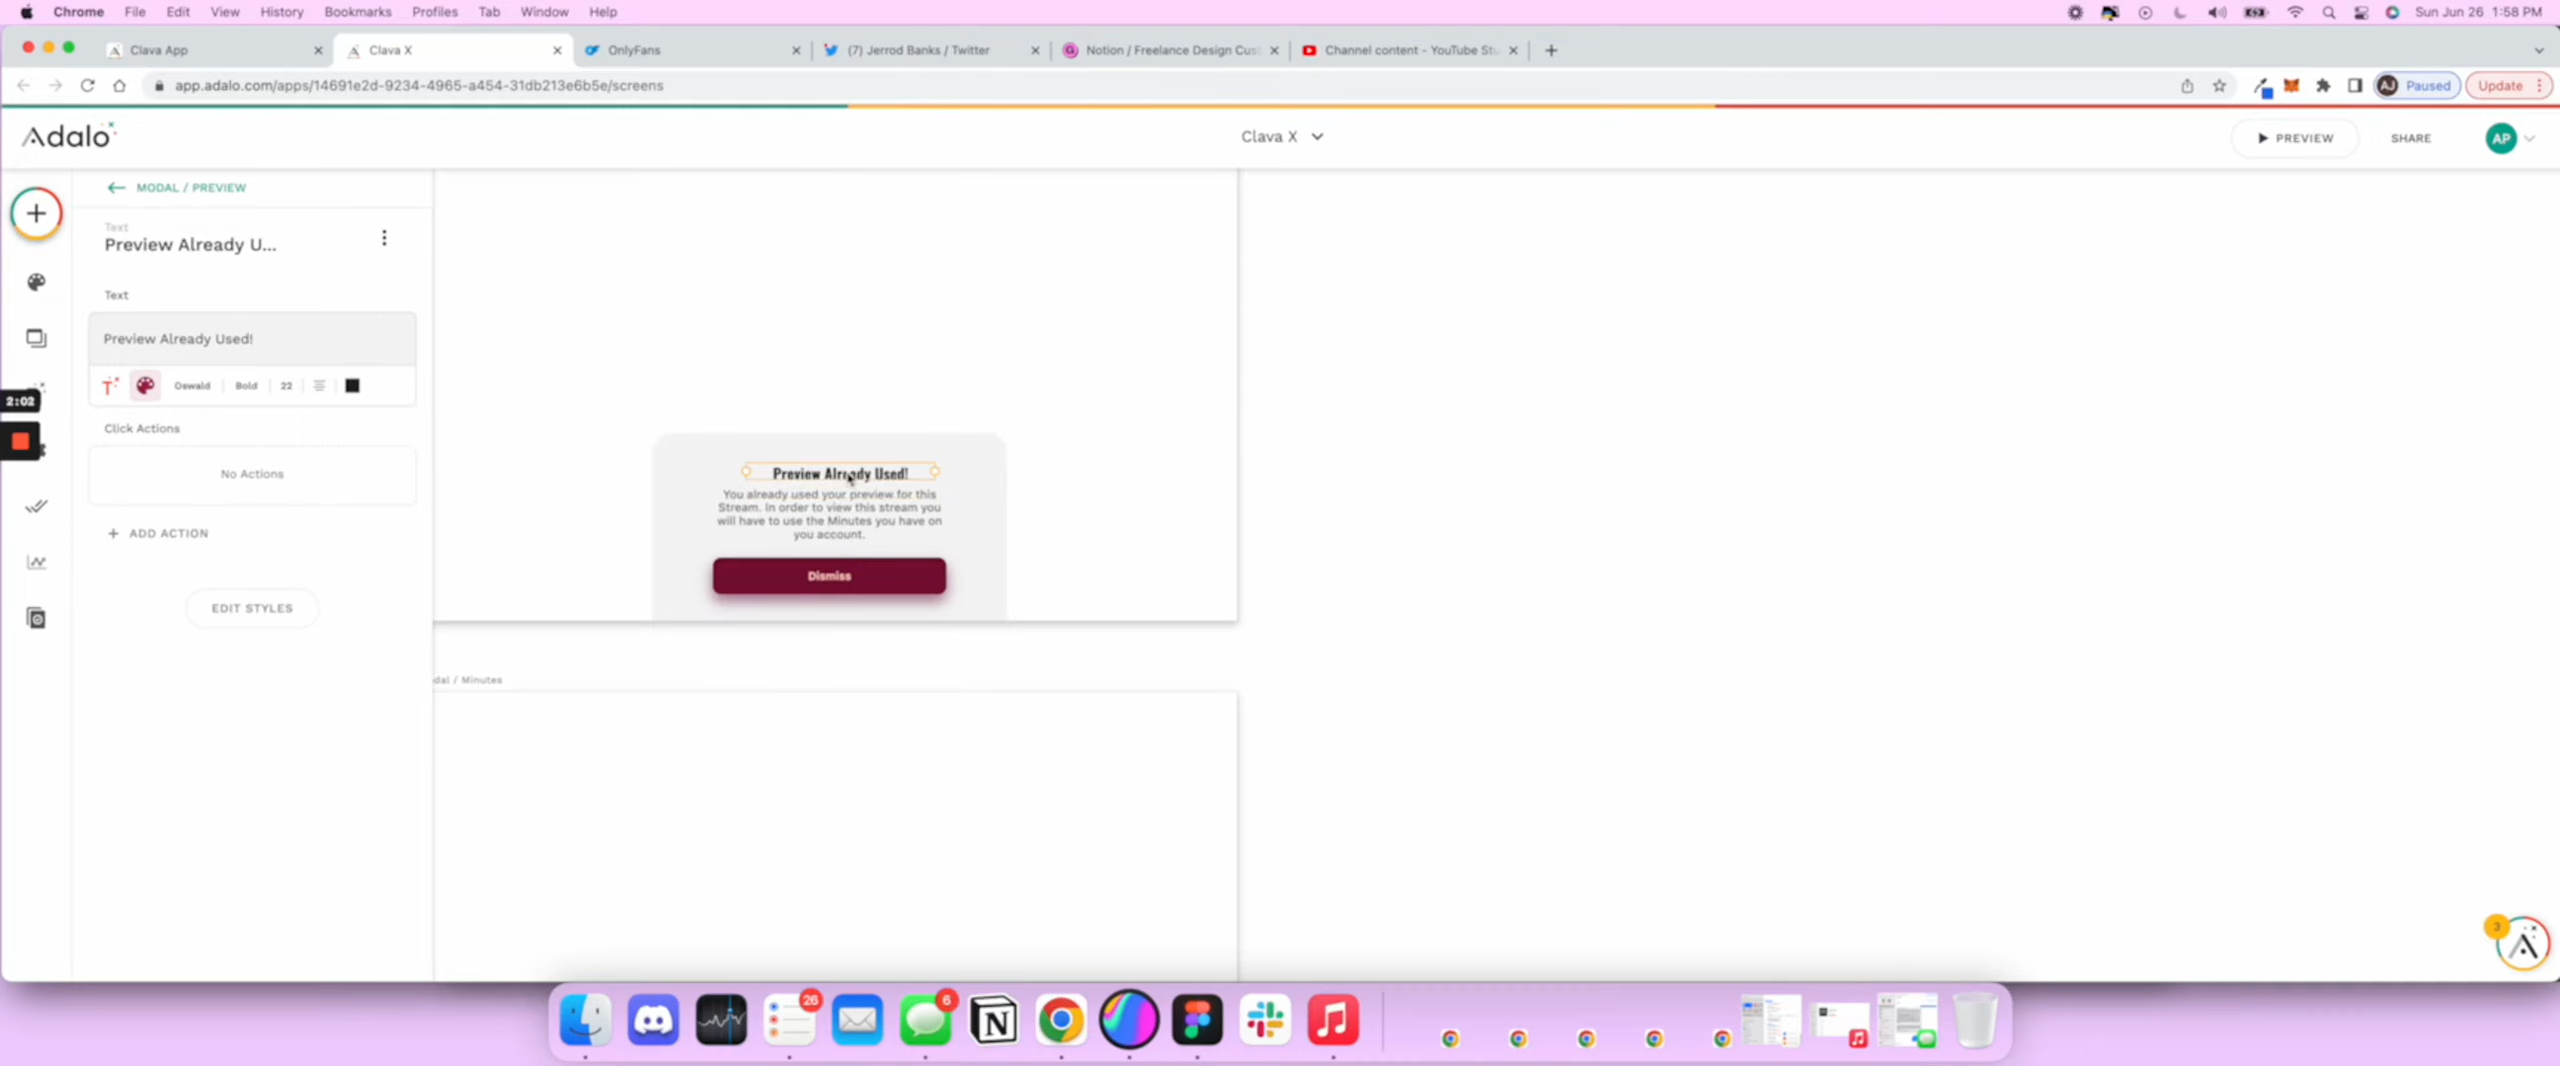 Chrome File Edit View History Bookmarks Profiles Tab Window Help
Sun Jun 26 1:58 PM
Clava App
Clava X
OnlyFans
(7) Jerrod Banks / Twitter
Notion / Freelance Design Cus
Channel content - YouTube Stu
app.adalo.com/apps/14691e2d-9234-4965-a454-31db213e6b5e/screens
AJ Paused
Update
Adalo
Clava X
PREVIEW
SHARE
AP
MODAL / PREVIEW
Text
Preview Already U...
Text
Preview Already Used!
Oswald Bold 22
2:02
Click Actions
No Actions
ADD ACTION
EDIT STYLES
Preview Already Used!
You already used your preview for this
Stream. In order to view this stream you
will have to use the Minutes you have on
you account.
Dismiss
dal / Minutes
3
26
6